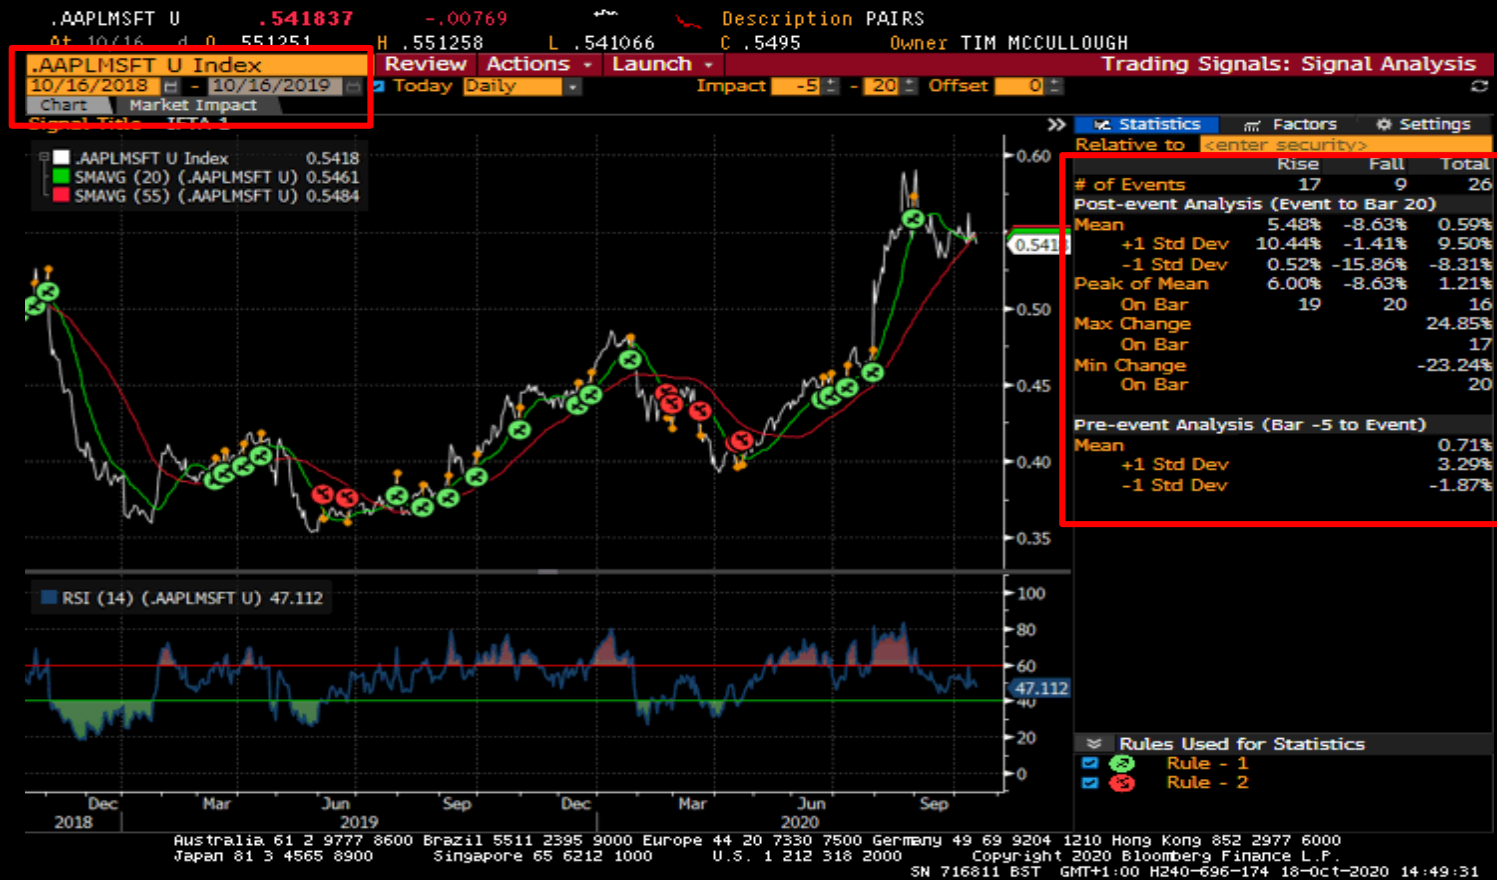 .AAPLMSFT U .541837 -.00769 Description PAIRS
At 10/16 d O .551251 H .551258 L .541066 C .5495 Owner TIM MCCULLOUGH
.AAPLMSFT U Index Review Actions Launch Trading Signals: Signal Analysis
10/16/2018 - 10/16/2019 Today Daily Impact -5 - 20 Offset 0
Chart Market Impact
Signal Title IFTA 1
» Statistics Factors Settings
Relative to <enter security>
.AAPLMSFT U Index 0.5418
SMAVG (20) (.AAPLMSFT U) 0.5461
SMAVG (55) (.AAPLMSFT U) 0.5484
0.60
0.5418
0.50
0.45
0.40
0.35
Rise Fall Total
# of Events 17 9 26
Post-event Analysis (Event to Bar 20)
Mean 5.48% -8.63% 0.59%
+1 Std Dev 10.44% -1.41% 9.50%
-1 Std Dev 0.52% -15.86% -8.31%
Peak of Mean 6.00% -8.63% 1.21%
On Bar 19 20 16
Max Change 24.85%
On Bar 17
Min Change -23.24%
On Bar 20
Pre-event Analysis (Bar -5 to Event)
Mean 0.71%
+1 Std Dev 3.29%
-1 Std Dev -1.87%
RSI (14) (.AAPLMSFT U) 47.112
100
80
60
47.112
40
20
0
Rules Used for Statistics
Rule - 1
Rule - 2
Dec Mar Jun Sep Dec Mar Jun Sep
2018 2019 2020
Australia 61 2 9777 8600 Brazil 5511 2395 9000 Europe 44 20 7330 7500 Germany 49 69 9204 1210 Hong Kong 852 2977 6000
Japan 81 3 4565 8900 Singapore 65 6212 1000 U.S. 1 212 318 2000 Copyright 2020 Bloomberg Finance L.P.
SN 716811 BST GMT+1:00 H240-696-174 18-Oct-2020 14:49:31